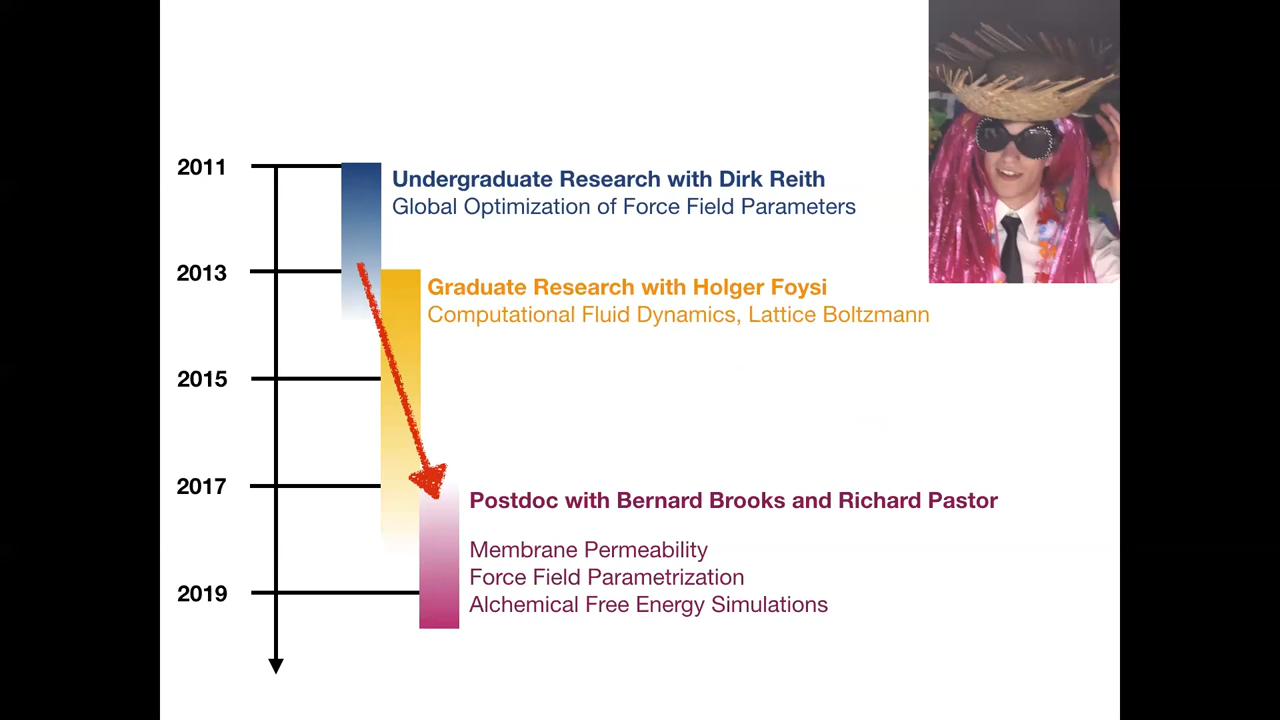 2011
Undergraduate Research with Dirk Reith
Global Optimization of Force Field Parameters
2013
Graduate Research with Holger Foysi
Computational Fluid Dynamics, Lattice Boltzmann
2015
2017
Postdoc with Bernard Brooks and Richard Pastor
Membrane Permeability
Force Field Parametrization
2019
Alchemical Free Energy Simulations